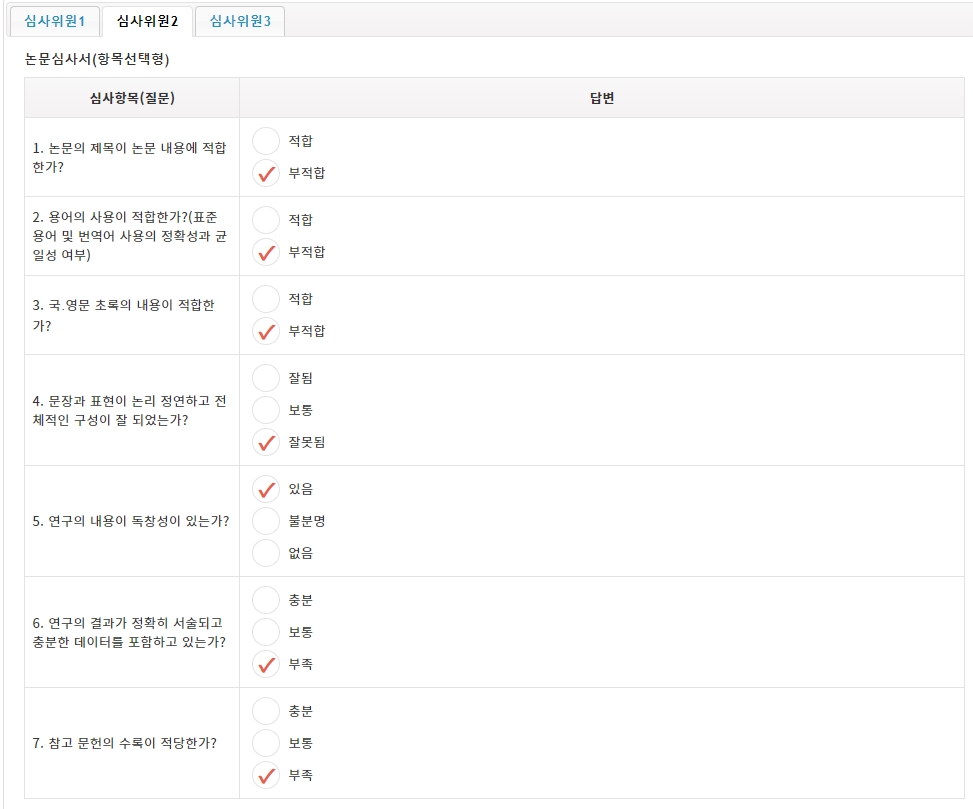 심사위원1 심사위원2 심사위원3
논문심사서(항목선택형)
심사항목(질문) 답변
1. 논문의 제목이 논문 내용에 적합
한가?
적합
부적합
2. 용어의 사용이 적합한가?(표준
용어 및 번역어 사용의 정확성과 균
일성 여부)
적합
부적합
3. 국.영문 초록의 내용이 적합한
가?
적합
부적합
4. 문장과 표현이 논리 정연하고 전
체적인 구성이 잘 되었는가?
잘됨
보통
잘못됨
5. 연구의 내용이 독창성이 있는가?
있음
불분명
없음
6. 연구의 결과가 정확히 서술되고
충분한 데이터를 포함하고 있는가?
충분
보통
부족
7. 참고 문헌의 수록이 적당한가?
충분
보통
부족